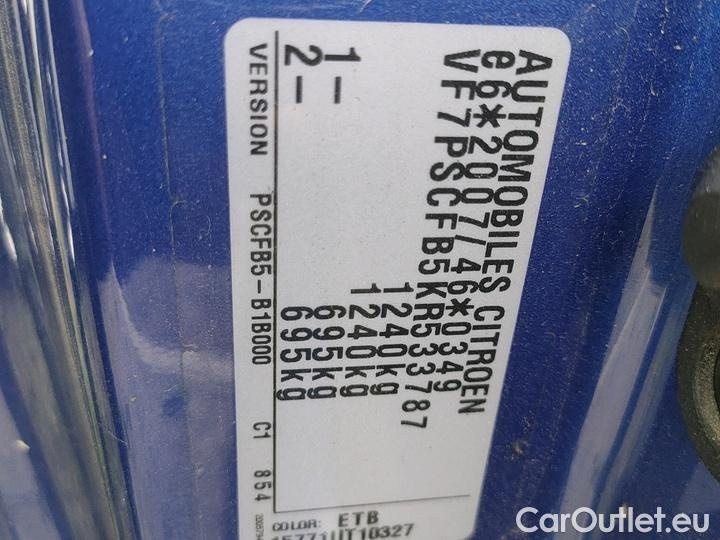 AUTOMOBILES CITROEN
e6*2007/46*0349
VF7PSCFB5KR533787
1240kg
1240kg
1- 695kg
2- 695kg
VERSION PSCFB5-B1B000 C1 854
COLOR: ETB
CarOutlet.eu